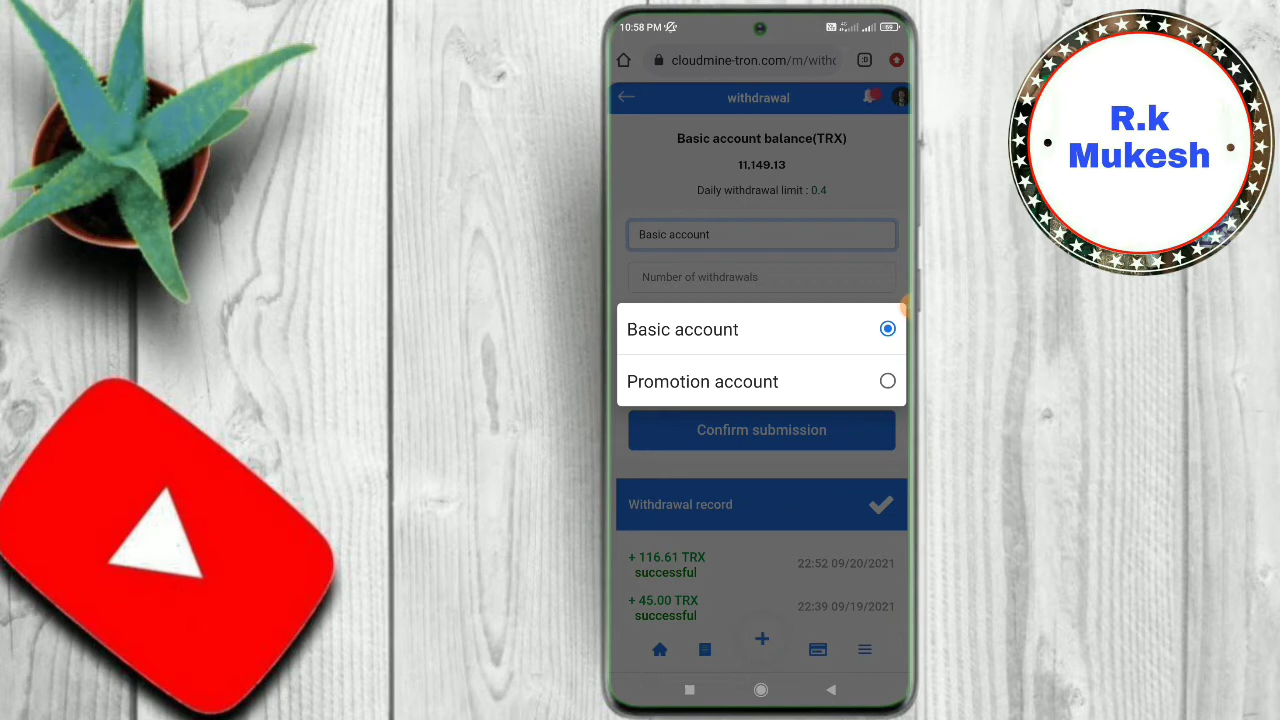 10:58 PM
4G
69
cloudmine-tron.com/m/withd
:D
withdrawal
Basic account balance(TRX)
11,149.13
Daily withdrawal limit : 0.4
Basic account
Number of withdrawals
Basic account
Promotion account
Confirm submission
Withdrawal record
+ 116.61 TRX
successful
22:52 09/20/2021
+ 45.00 TRX
successful
22:39 09/19/2021
R.k
Mukesh